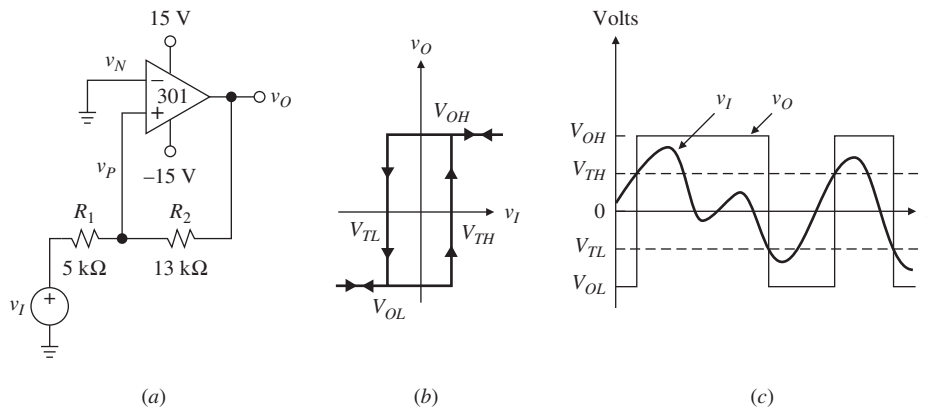 15 V
v_N
−
301
+
v_O
v_P
−15 V
R_1
R_2
5 kΩ
13 kΩ
v_I
+
(a)
v_O
V_OH
v_I
V_TL
V_TH
V_OL
(b)
Volts
v_I
v_O
V_OH
V_TH
0
V_TL
V_OL
(c)